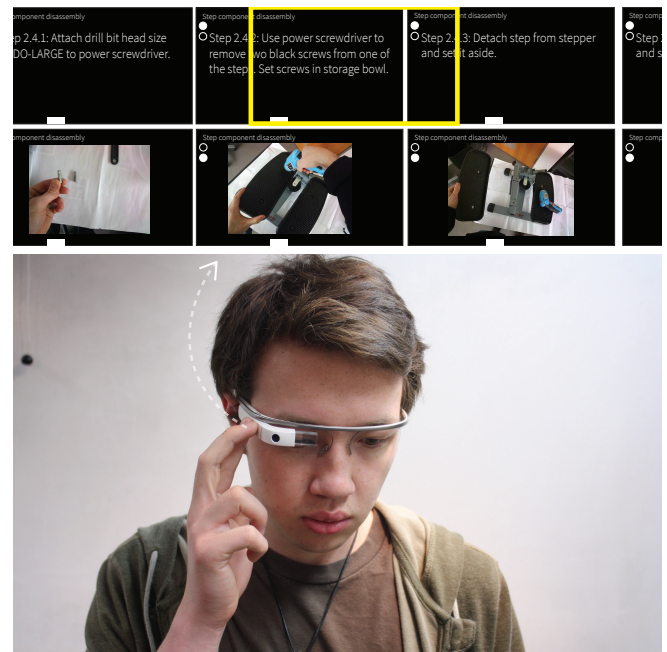 component disassembly
Step component disassembly
Step component disassembly
Step
p 2.4.1: Attach drill bit head size
DO-LARGE to power screwdriver.
Step 2.4.2: Use power screwdriver to
remove two black screws from one of
the steps. Set screws in storage bowl.
Step 2.4.3: Detach step from stepper
and set it aside.
Step
and s
component disassembly
Step component disassembly
Step component disassembly
Step